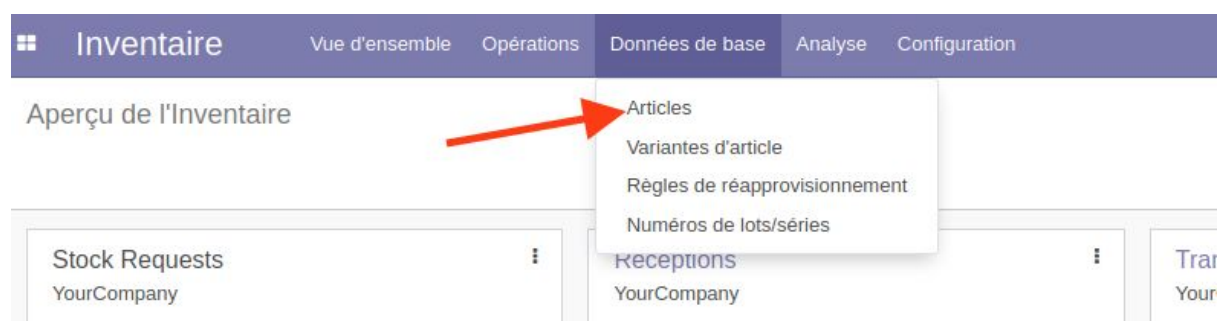 Inventaire Vue d'ensemble Opérations Données de base Analyse Configuration
Aperçu de l'Inventaire
Articles
Variantes d'article
Règles de réapprovisionnement
Numéros de lots/séries
Stock Requests
YourCompany
Réceptions
YourCompany